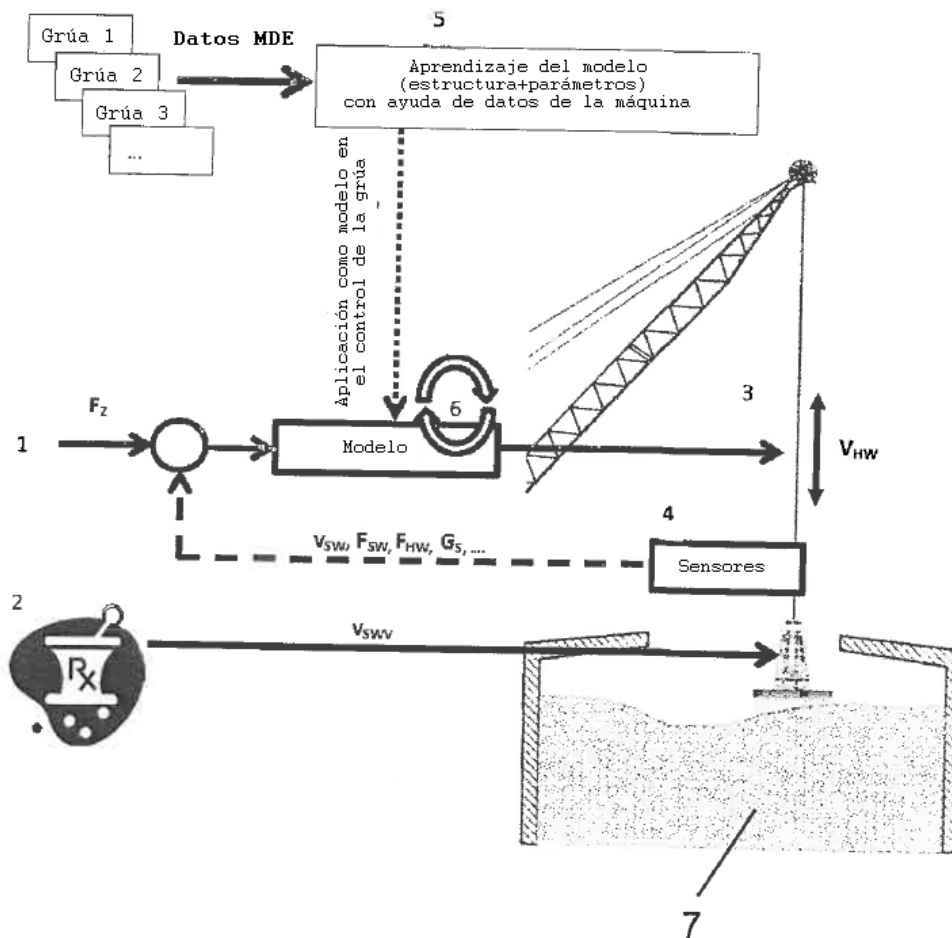 5
Grúa 1
Grúa 2
Grúa 3
...
Datos MDE
Aprendizaje del modelo
(estructura+parámetros)
con ayuda de datos de la máquina
Aplicación como modelo en
el control de la grúa
6
3
1
F_Z
Modelo
V_HW
4
V_SW, F_SW, F_HW, G_S, ...
Sensores
2
V_SWV
Rx
7